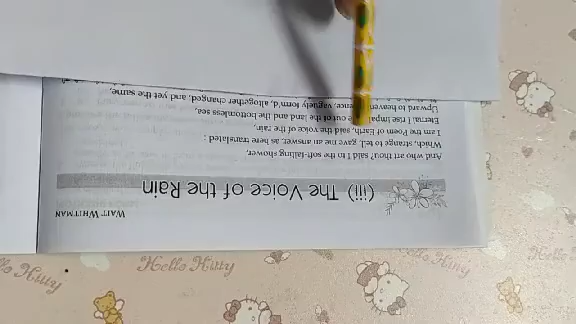 (iii) The Voice of the Rain
WALT WHITMAN
And who art thou? said I to the soft-falling shower,
Which, strange to tell, gave me an answer, as here translated :
I am the Poem of Earth, said the voice of the rain,
Eternal I rise out of the land and the bottomless sea,
Upward to heaven, vaguely form'd, altogether changed, and yet the same,
Hello Kitty
Hello Kitty
Hello Kitty